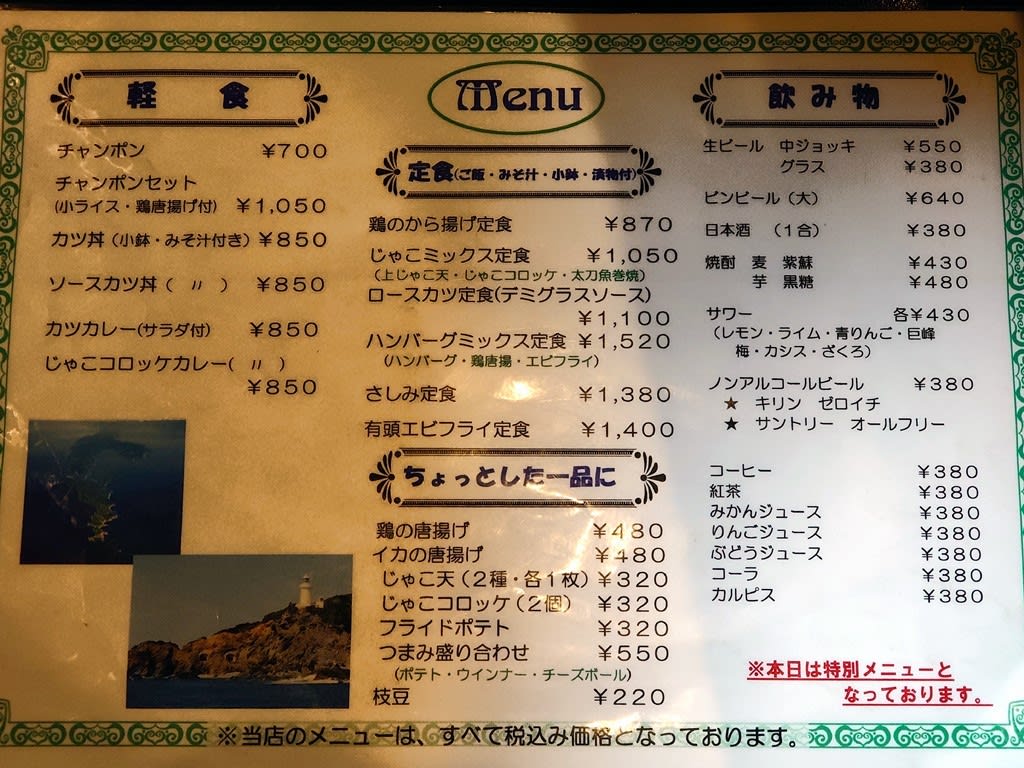 軽食
チャンポン ¥700
チャンポンセット
(小ライス・鶏唐揚げ付) ¥1,050
カツ丼(小鉢・みそ汁付き) ¥850
ソースカツ丼( 〃 ) ¥850
カツカレー(サラダ付) ¥850
じゃこコロッケカレー( 〃 )
¥850
Menu
定食(ご飯・みそ汁・小鉢・漬物付)
鶏のから揚げ定食 ¥870
じゃこミックス定食 ¥1,050
(上じゃこ天・じゃこコロッケ・太刀魚巻焼)
ロースカツ定食(デミグラスソース)
¥1,100
ハンバーグミックス定食 ¥1,520
(ハンバーグ・鶏唐揚・エビフライ)
さしみ定食 ¥1,380
有頭エビフライ定食 ¥1,400
ちょっとした一品に
鶏の唐揚げ ¥480
イカの唐揚げ ¥480
じゃこ天(2種・各1枚) ¥320
じゃこコロッケ(2個) ¥320
フライドポテト ¥320
つまみ盛り合わせ ¥550
(ポテト・ウインナー・チーズボール)
枝豆 ¥220
飲み物
生ビール 中ジョッキ ¥550
グラス ¥380
ビンビール(大) ¥640
日本酒 (1合) ¥380
焼酎 麦 紫蘇 ¥430
芋 黒糖 ¥480
サワー 各¥430
(レモン・ライム・青りんご・巨峰
梅・カシス・ざくろ)
ノンアルコールビール ¥380
★ キリン ゼロイチ
★ サントリー オールフリー
コーヒー ¥380
紅茶 ¥380
みかんジュース ¥380
りんごジュース ¥380
ぶどうジュース ¥380
コーラ ¥380
カルピス ¥380
※本日は特別メニューと
なっております。
※当店のメニューは、すべて税込み価格となっております。